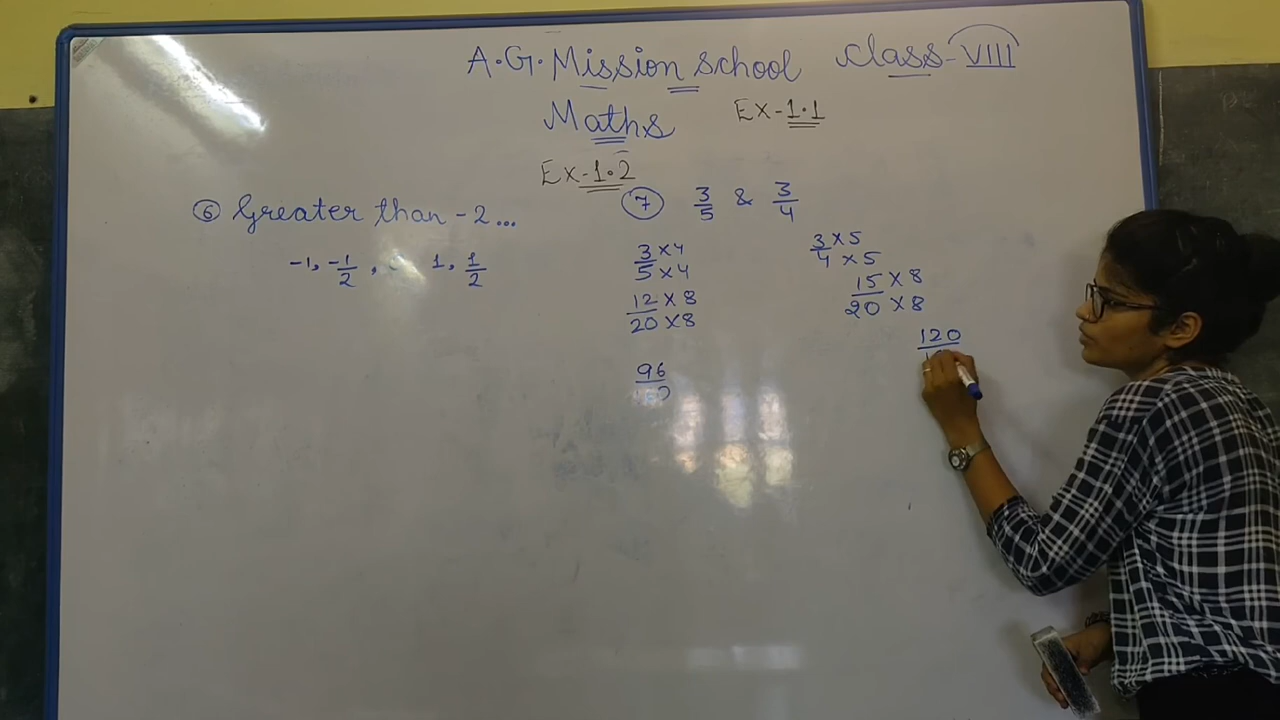 A.G. Mission school Class-VIII
Maths Ex-1.1
Ex-1.2
⑥ Greater than -2...
-1, -1/2, 1, 1/2
⑦ 3/5 & 3/4
3×4/5×4
12×8/20×8
96
3×5/4×5
15×8/20×8
120